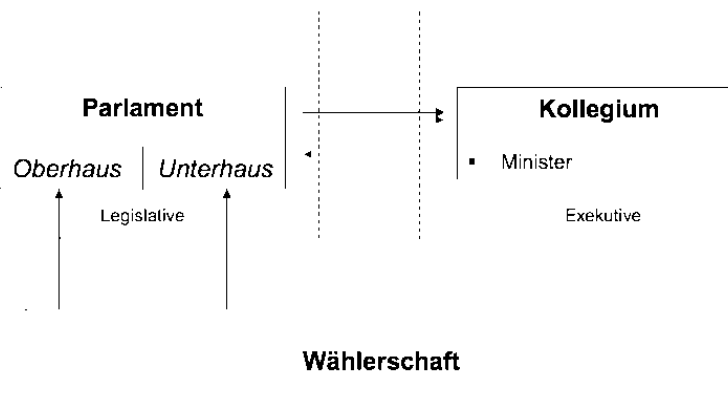 Parlament
Kollegium
Oberhaus
Unterhaus
▪ Minister
Legislative
Exekutive
Wählerschaft